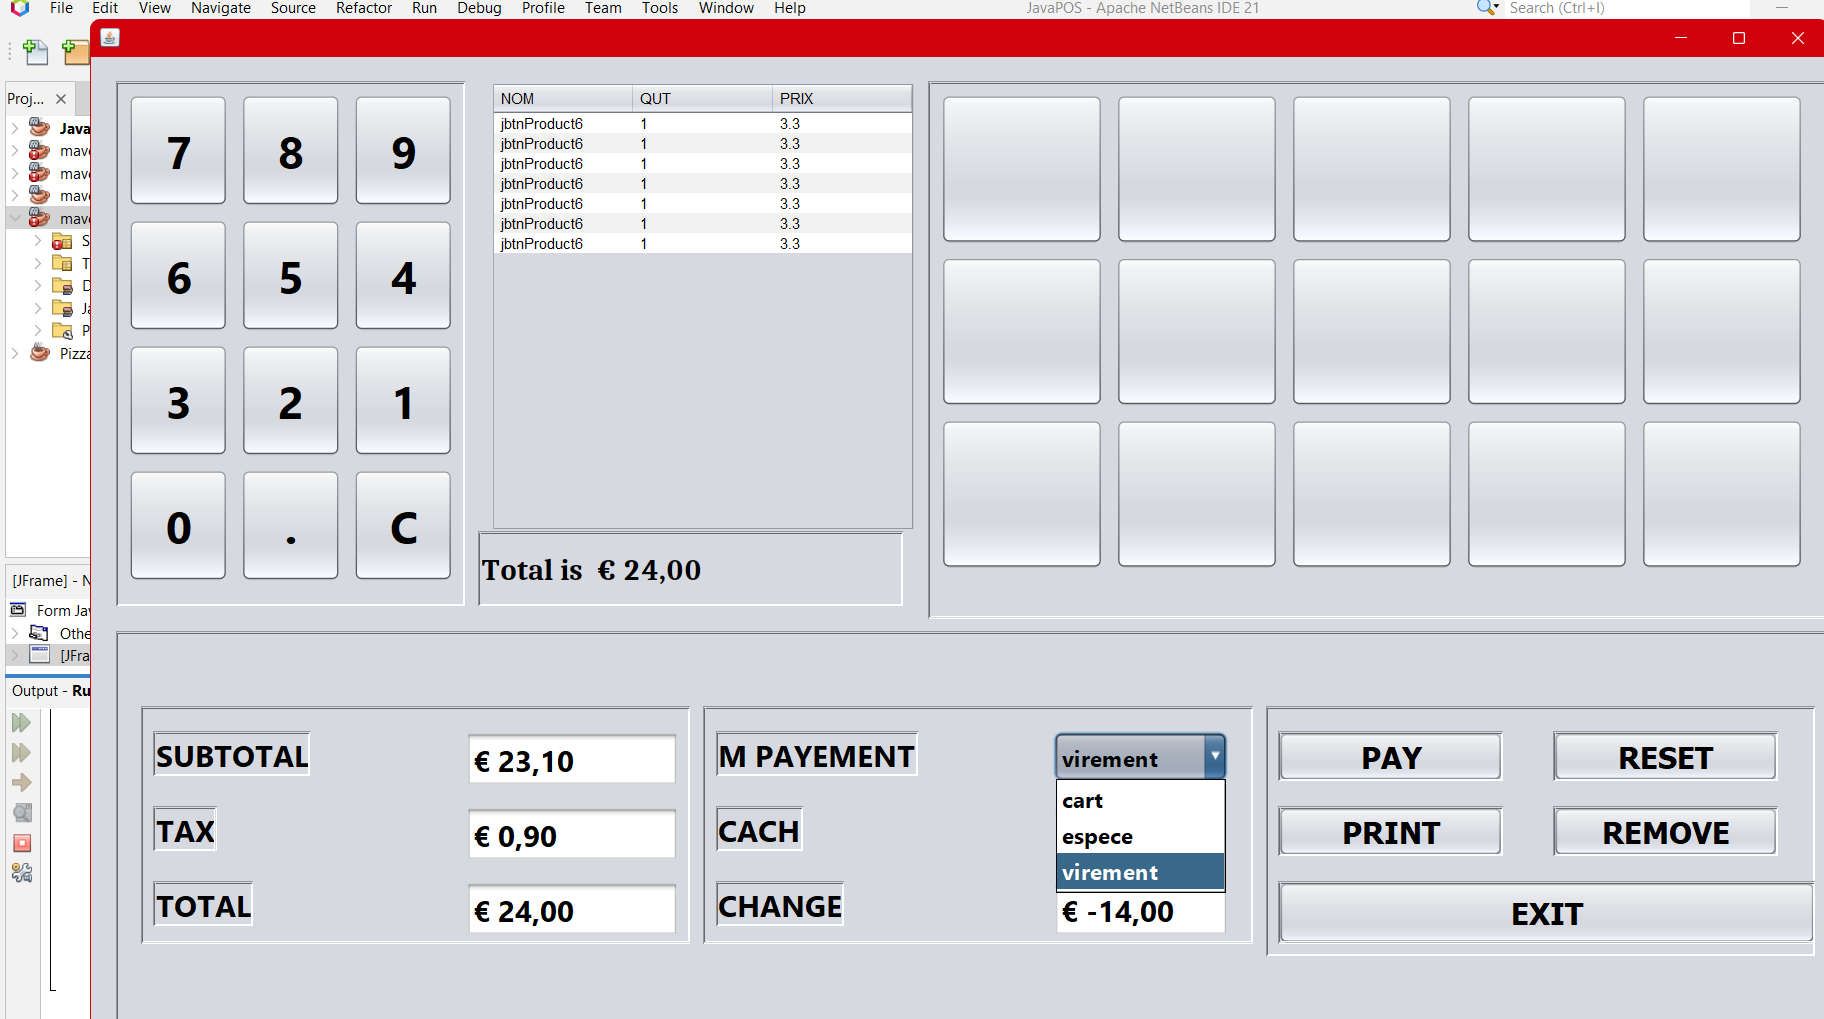 File Edit View Navigate Source Refactor Run Debug Profile Team Tools Window Help JavaPOS - Apache NetBeans IDE 21 Search (Ctrl+I)
Proj...
Java
mave
mave
mave
mave
S
T
D
Ja
P
Pizza
[JFrame] - N
Form Jav
Othe
[JFra
Output - Ru
7 8 9
6 5 4
3 2 1
0 . C
NOM QUT PRIX
jbtnProduct6 1 3.3
jbtnProduct6 1 3.3
jbtnProduct6 1 3.3
jbtnProduct6 1 3.3
jbtnProduct6 1 3.3
jbtnProduct6 1 3.3
jbtnProduct6 1 3.3
Total is € 24,00
SUBTOTAL € 23,10
TAX € 0,90
TOTAL € 24,00
M PAYEMENT virement
cart
espece
virement
CACH
CHANGE € -14,00
PAY RESET
PRINT REMOVE
EXIT